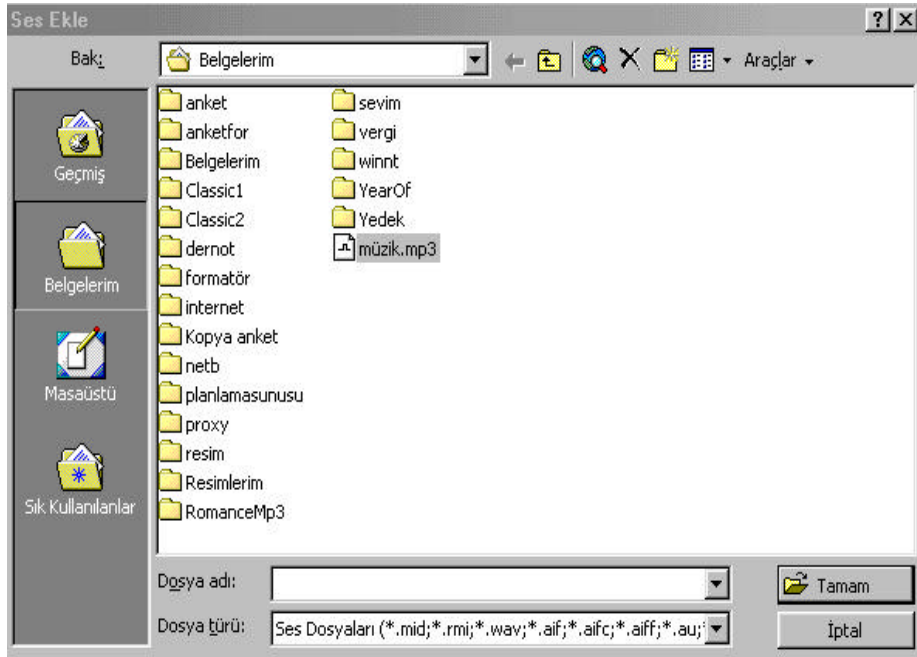 Ses Ekle
Bak:
Belgelerim
Araçlar
Geçmiş
Belgelerim
Masaüstü
Sık Kullanılanlar
anket
anketfor
Belgelerim
Classic1
Classic2
dernot
formatör
internet
Kopya anket
netb
planlamasunusu
proxy
resim
Resimlerim
RomanceMp3
sevim
vergi
winnt
YearOf
Yedek
müzik.mp3
Dosya adı:
Tamam
Dosya türü:
Ses Dosyaları (*.mid;*.rmi;*.wav;*.aif;*.aifc;*.aiff;*.au;*
İptal